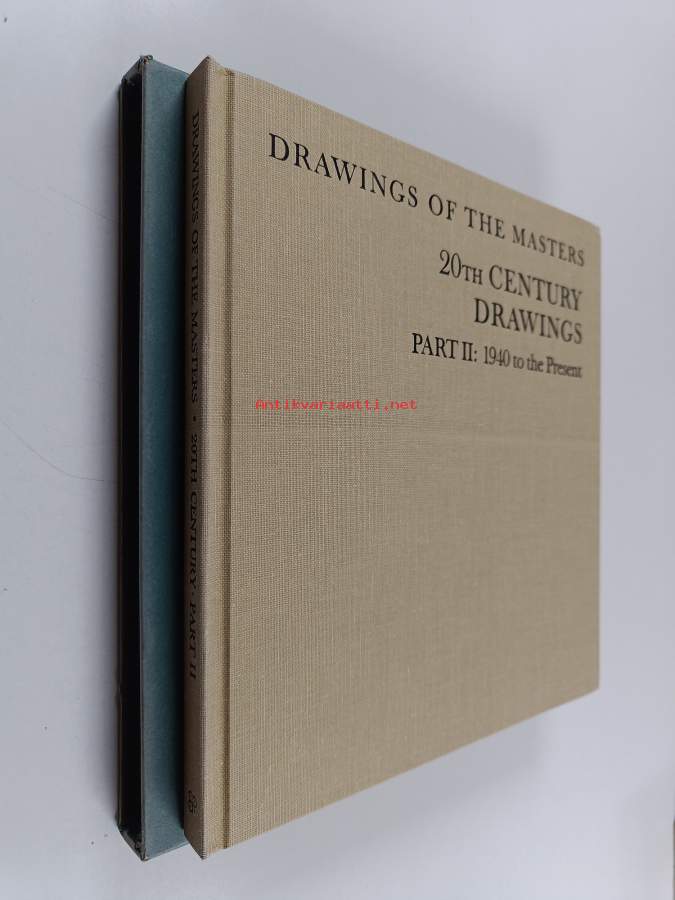 DRAWINGS OF THE MASTERS
20TH CENTURY
DRAWINGS
PART II: 1940 to the Present
Antikvariaatti.net
DRAWINGS OF THE MASTERS • 20TH CENTURY • PART II